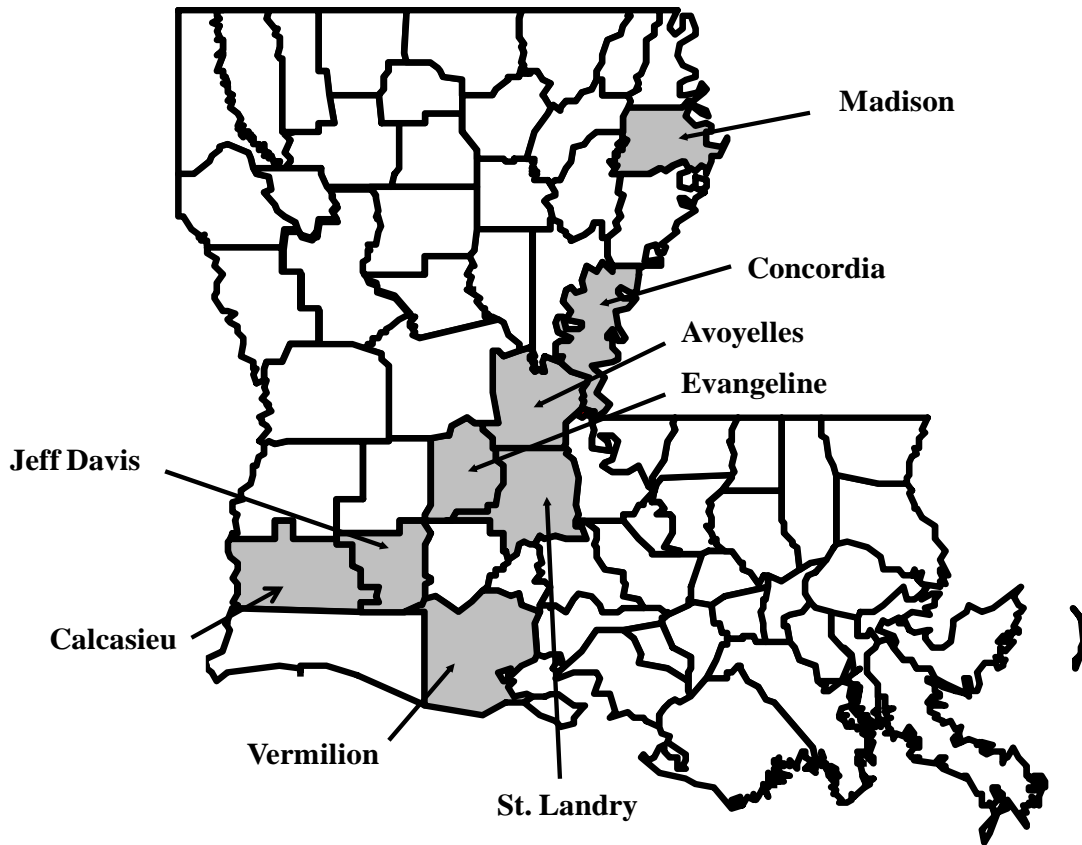 Madison
Concordia
Avoyelles
Evangeline
Jeff Davis
Calcasieu
Vermilion
St. Landry